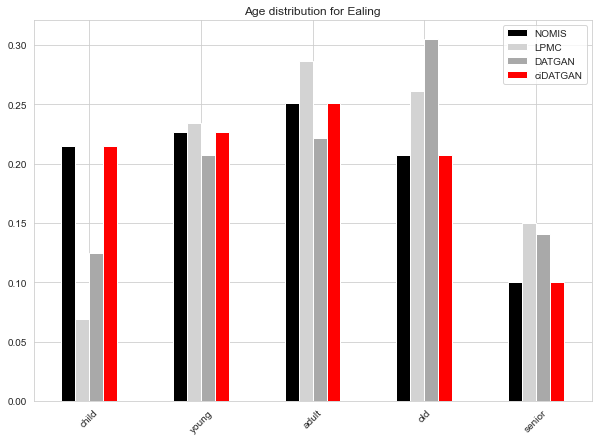 Age distribution for Ealing
NOMIS
LPMC
DATGAN
ciDATGAN
0.30
0.25
0.20
0.15
0.10
0.05
0.00
child
young
adult
old
senior